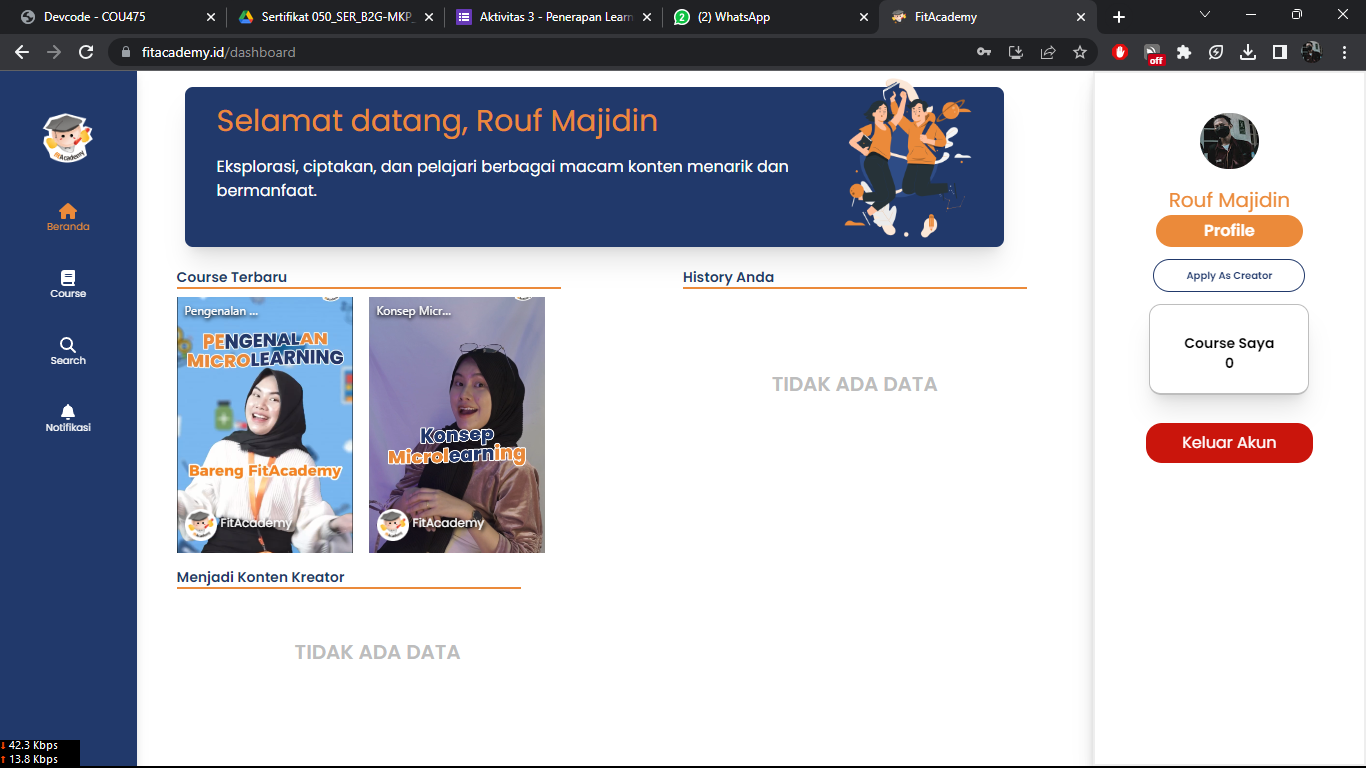 Devcode - COU475
Sertifikat 050_SER_B2G-MKP_
Aktivitas 3 - Penerapan Learn
(2) WhatsApp
FitAcademy
fitacademy.id/dashboard
off
FitAcademy
Beranda
Course
Search
Notifikasi
Selamat datang, Rouf Majidin
Eksplorasi, ciptakan, dan pelajari berbagai macam konten menarik dan
bermanfaat.
Course Terbaru
Pengenalan ...
PENGENALAN
MICROLEARNING
Bareng FitAcademy
FitAcademy
Konsep Micr...
Konsep
Microlearning
FitAcademy
Menjadi Konten Kreator
TIDAK ADA DATA
History Anda
TIDAK ADA DATA
Rouf Majidin
Profile
Apply As Creator
Course Saya
0
Keluar Akun
42.3 Kbps
13.8 Kbps